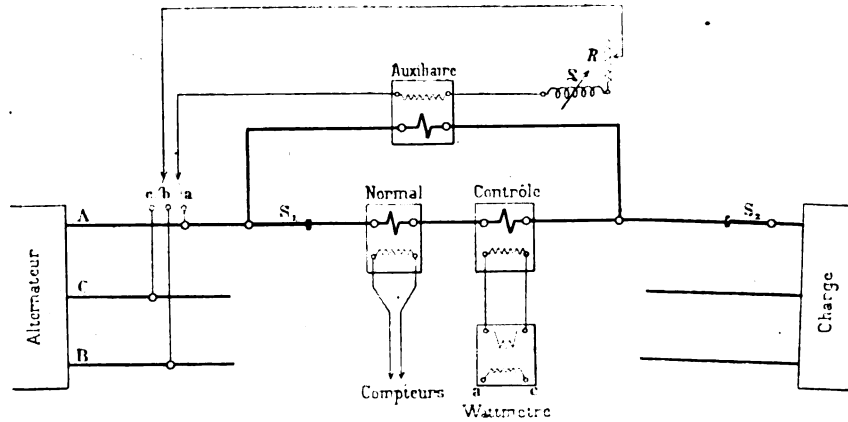 R
S
Auxiliaire
c b a
Normal
Contrôle
A
S₁
S₂
Alternateur
C
Charge
B
a c
Compteurs
Wattmètre